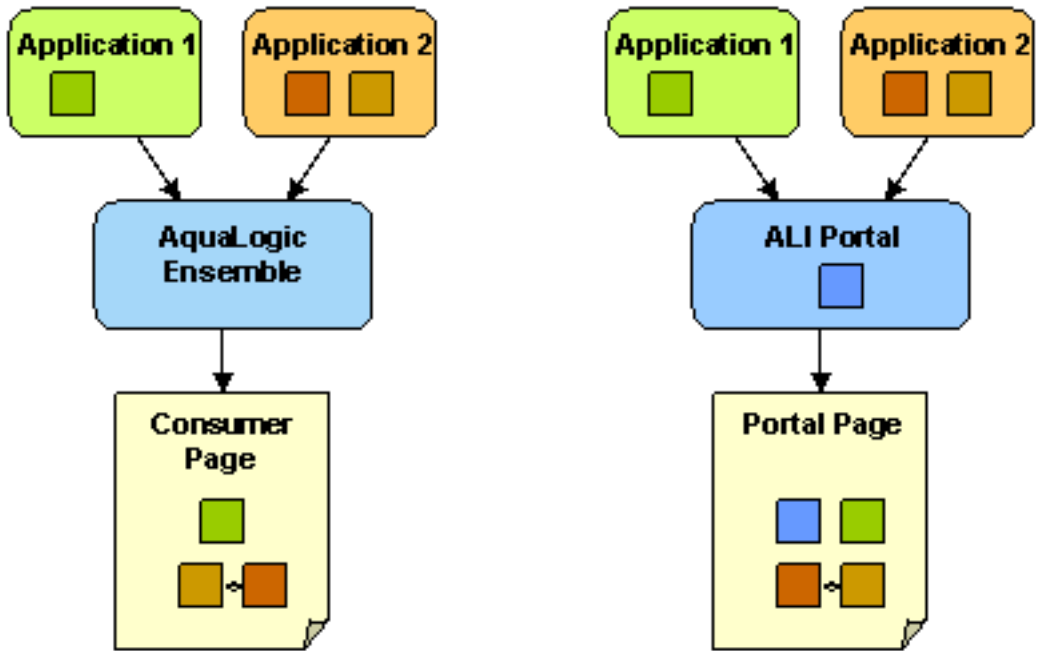 Application 1
Application 2
AquaLogic
Ensemble
Consumer
Page
Application 1
Application 2
ALI Portal
Portal Page